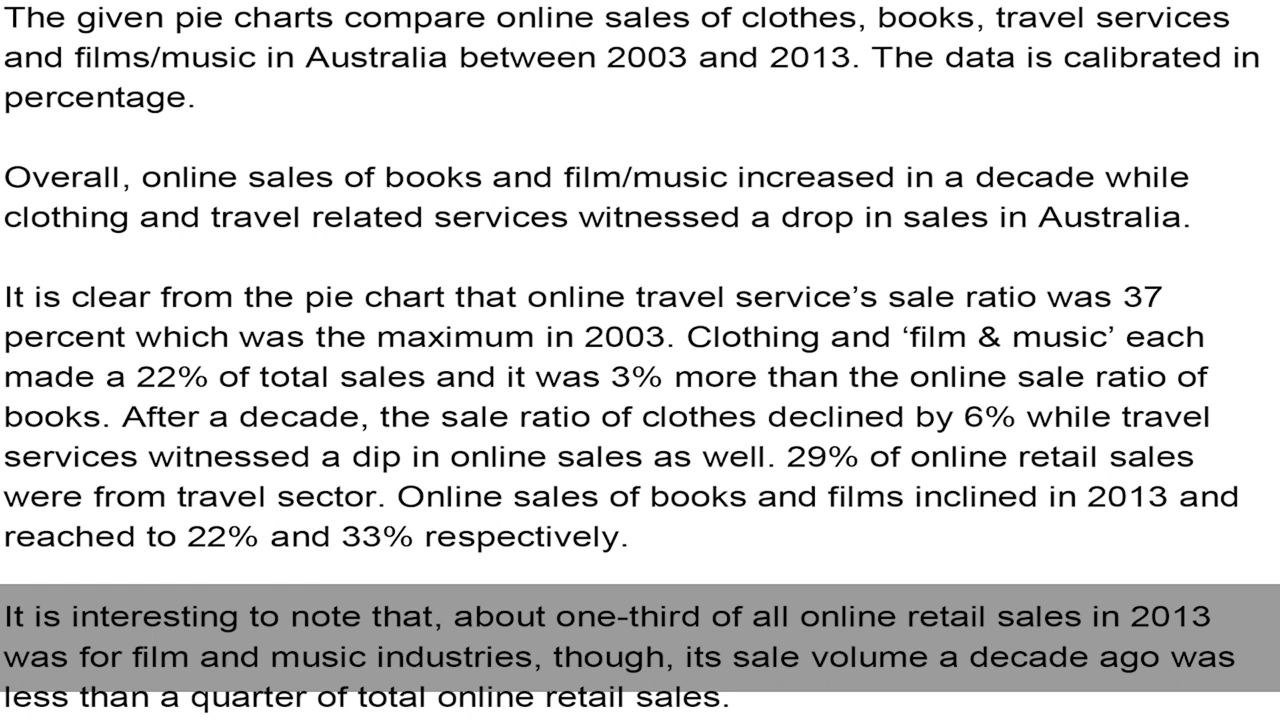 The given pie charts compare online sales of clothes, books, travel services
and films/music in Australia between 2003 and 2013. The data is calibrated in
percentage.
Overall, online sales of books and film/music increased in a decade while
clothing and travel related services witnessed a drop in sales in Australia.
It is clear from the pie chart that online travel service’s sale ratio was 37
percent which was the maximum in 2003. Clothing and ‘film & music’ each
made a 22% of total sales and it was 3% more than the online sale ratio of
books. After a decade, the sale ratio of clothes declined by 6% while travel
services witnessed a dip in online sales as well. 29% of online retail sales
were from travel sector. Online sales of books and films inclined in 2013 and
reached to 22% and 33% respectively.
It is interesting to note that, about one-third of all online retail sales in 2013
was for film and music industries, though, its sale volume a decade ago was
less than a quarter of total online retail sales.